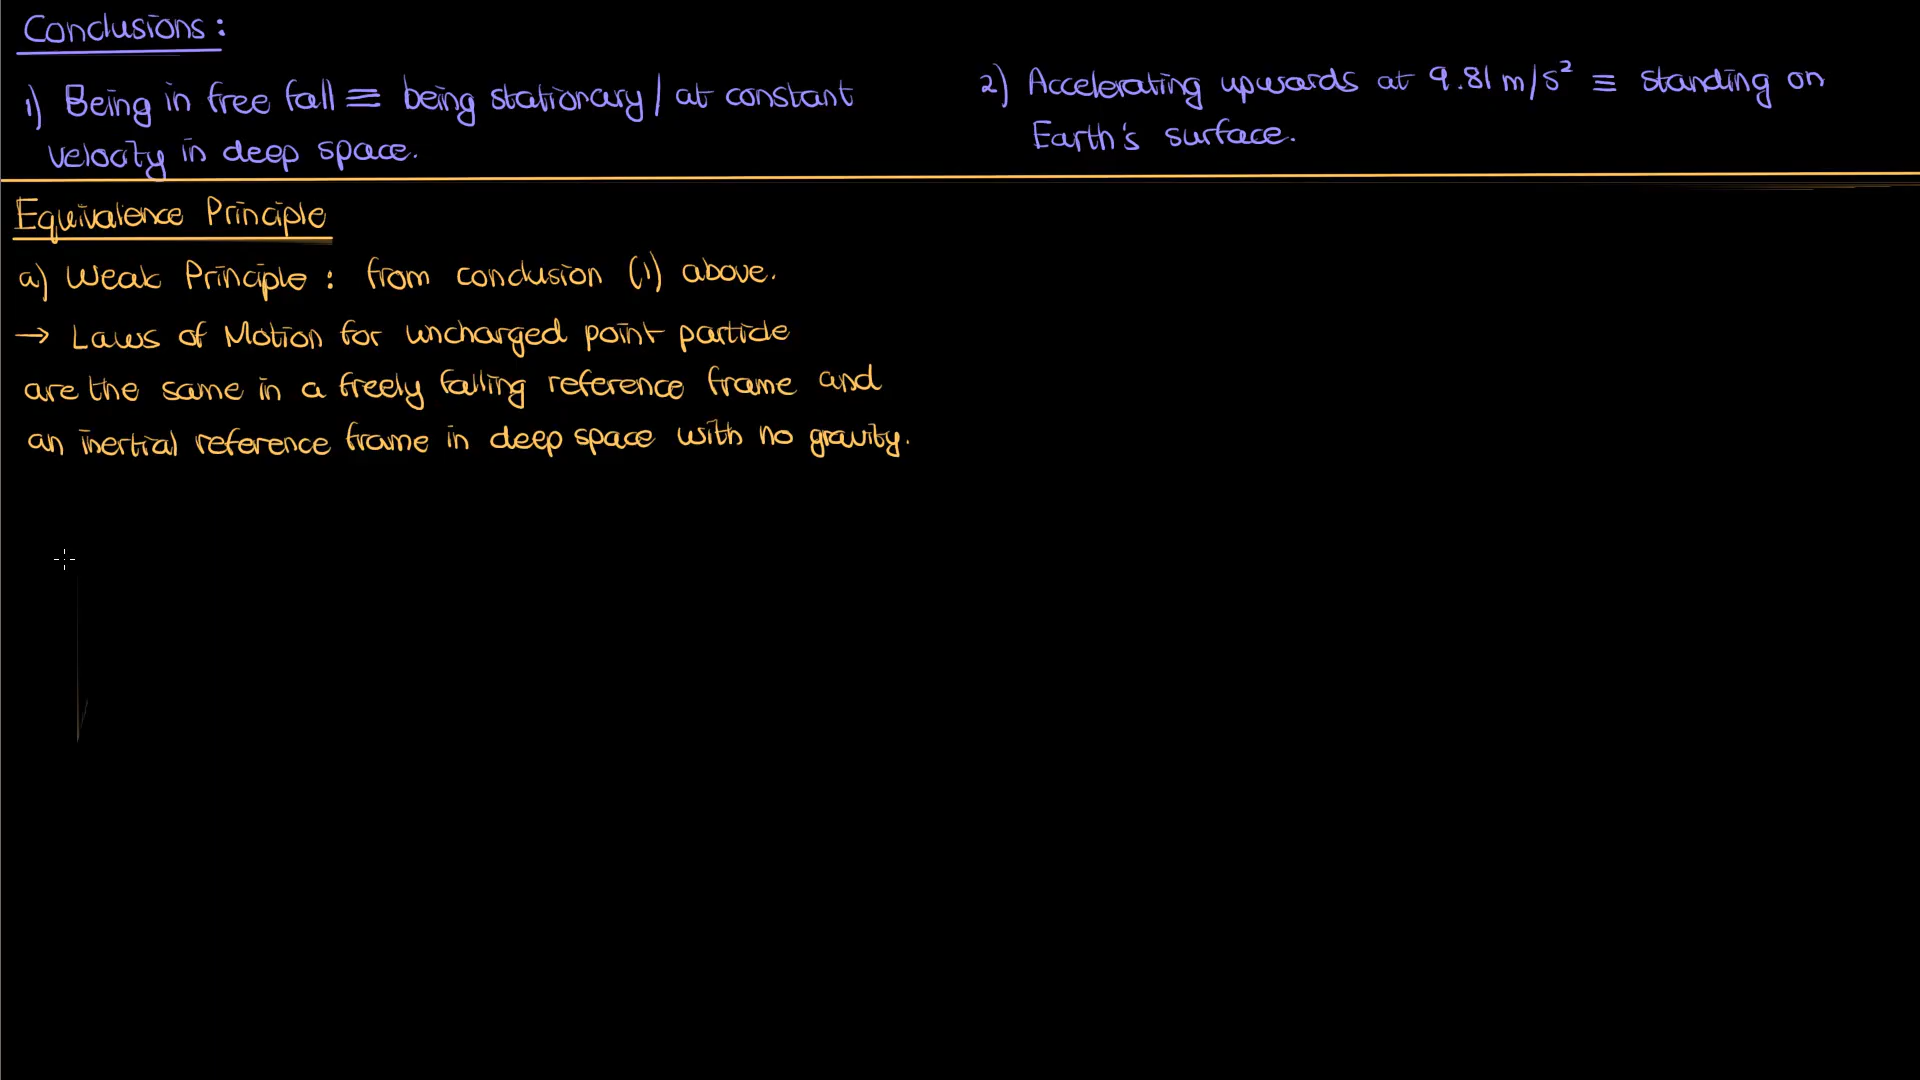 Conclusions:
1) Being in free fall ≡ being stationary / at constant
velocity in deep space.
2) Accelerating upwards at 9.81 m/s² ≡ standing on
Earth's surface.
Equivalence Principle
a) Weak Principle: from conclusion (1) above.
→ Laws of Motion for uncharged point particle
are the same in a freely falling reference frame and
an inertial reference frame in deep space with no gravity.